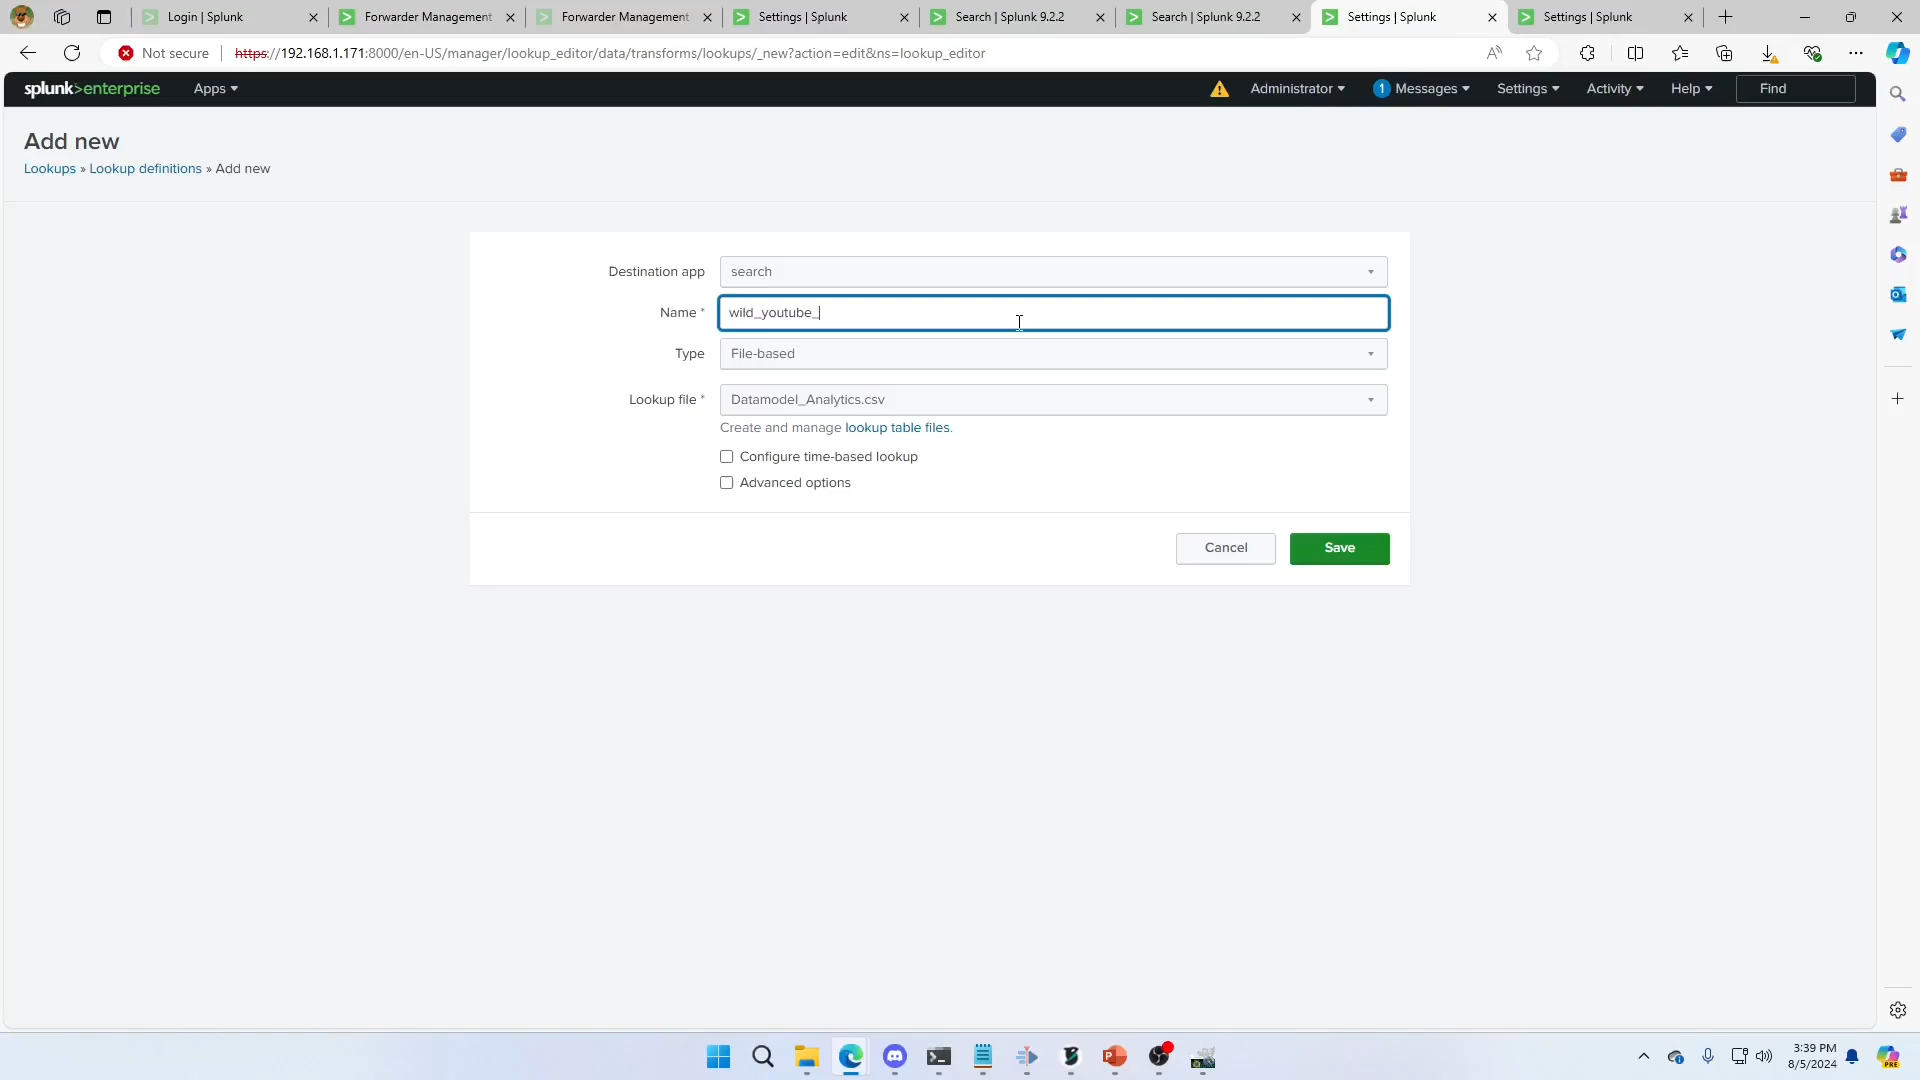 Login | Splunk
Forwarder Management
Forwarder Management
Settings | Splunk
Search | Splunk 9.2.2
Search | Splunk 9.2.2
Settings | Splunk
Settings | Splunk
Not secure
https://192.168.1.171:8000/en-US/manager/lookup_editor/data/transforms/lookups/_new?action=edit&ns=lookup_editor
splunk>enterprise
Apps
Administrator
1 Messages
Settings
Activity
Help
Find
Add new
Lookups » Lookup definitions » Add new
Destination app
search
Name *
wild_youtube_
Type
File-based
Lookup file *
Datamodel_Analytics.csv
Create and manage lookup table files.
Configure time-based lookup
Advanced options
Cancel
Save
3:39 PM
8/5/2024
PRE